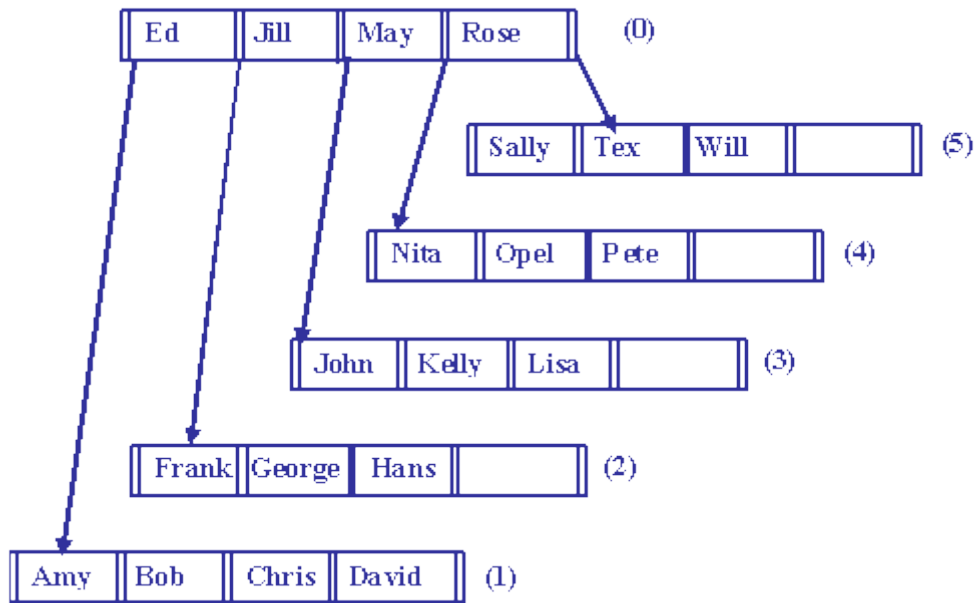 Ed Jill May Rose (0)
Sally Tex Will (5)
Nita Opel Pete (4)
John Kelly Lisa (3)
Frank George Hans (2)
Amy Bob Chris David (1)